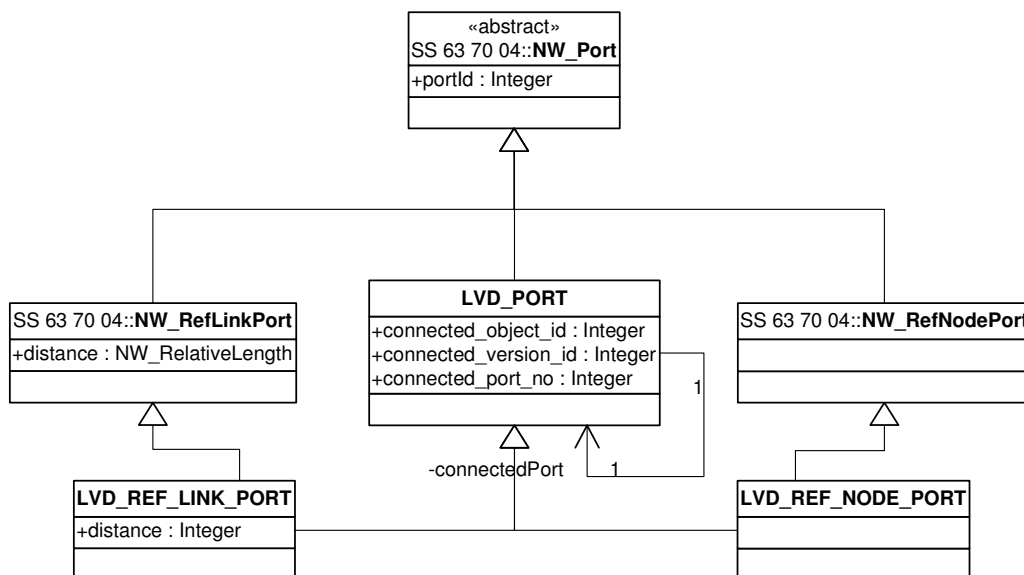 «abstract»
SS 63 70 04::NW_Port
+portId : Integer
SS 63 70 04::NW_RefLinkPort
+distance : NW_RelativeLength
LVD_PORT
+connected_object_id : Integer
+connected_version_id : Integer
+connected_port_no : Integer
SS 63 70 04::NW_RefNodePort
1
-connectedPort
1
LVD_REF_LINK_PORT
+distance : Integer
LVD_REF_NODE_PORT